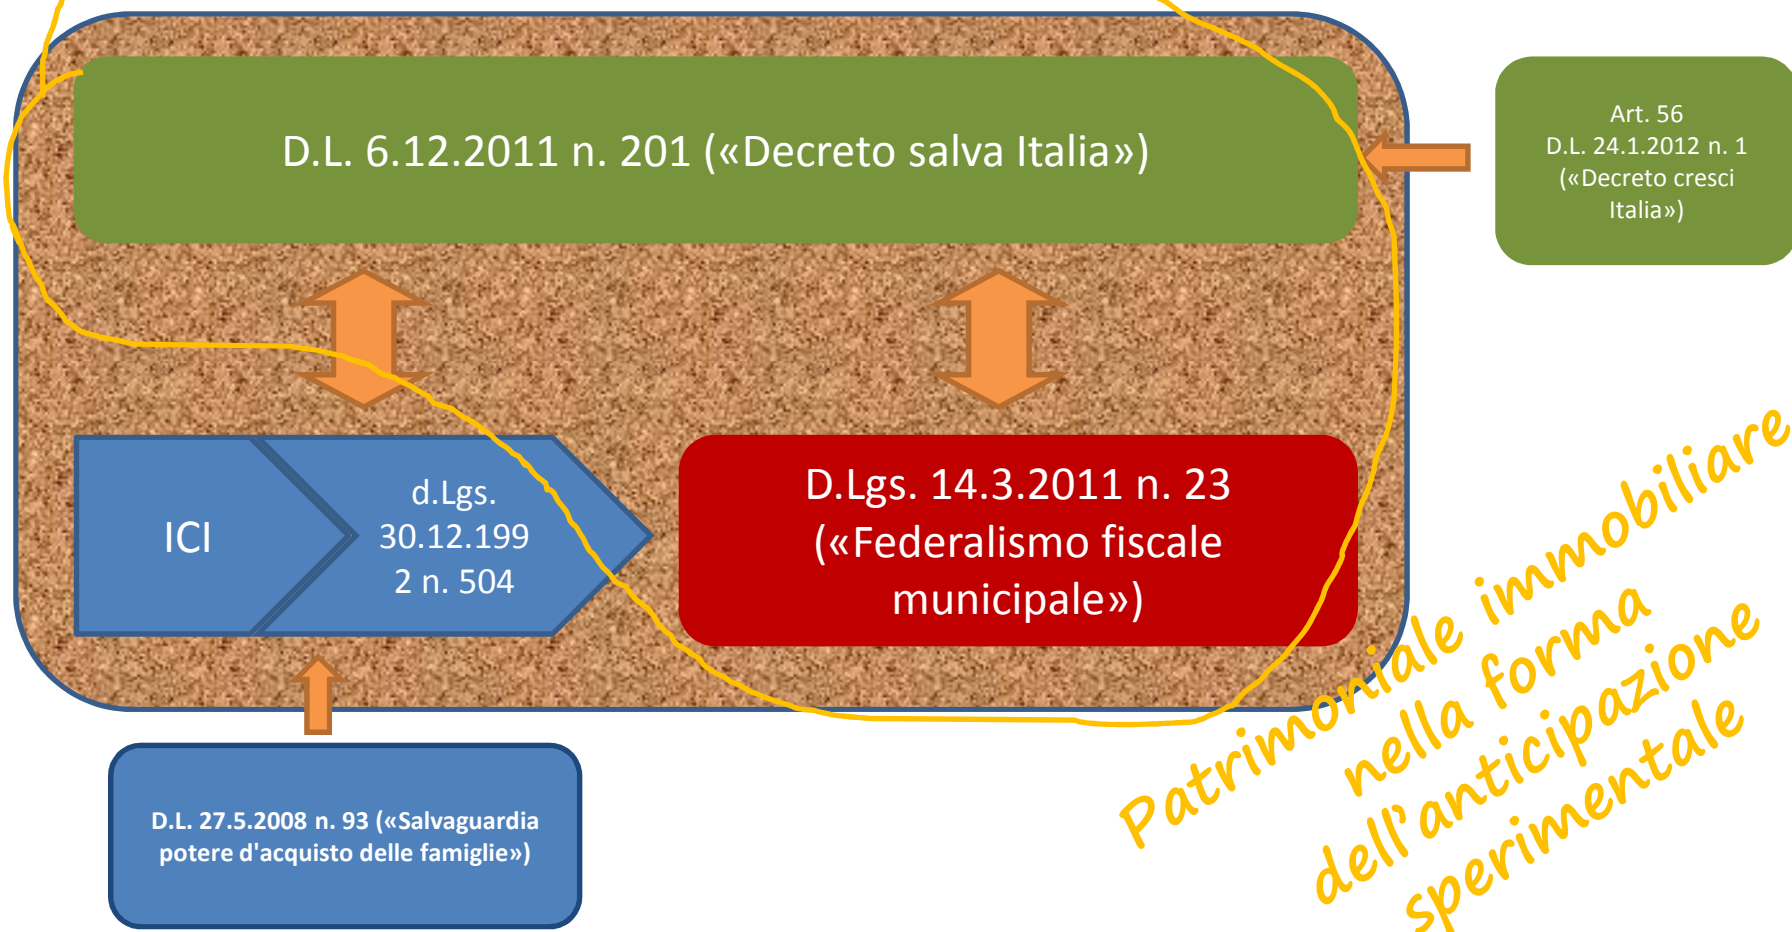 D.L. 6.12.2011 n. 201 («Decreto salva Italia»)
Art. 56
D.L. 24.1.2012 n. 1
(«Decreto cresci
Italia»)
ICI
d.Lgs.
30.12.199
2 n. 504
D.Lgs. 14.3.2011 n. 23
(«Federalismo fiscale
municipale»)
D.L. 27.5.2008 n. 93 («Salvaguardia
potere d'acquisto delle famiglie»)
Patrimoniale immobiliare
nella forma
dell'anticipazione
sperimentale